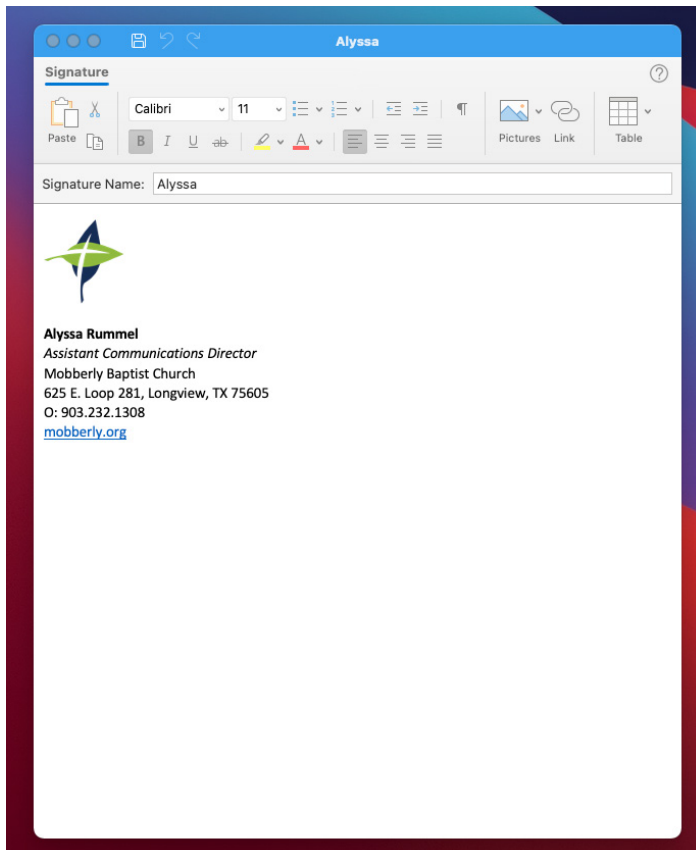 Alyssa
Signature
Calibri 11
Paste
B I U ab A
Pictures Link Table
Signature Name: Alyssa
Alyssa Rummel
Assistant Communications Director
Mobberly Baptist Church
625 E. Loop 281, Longview, TX 75605
O: 903.232.1308
mobberly.org